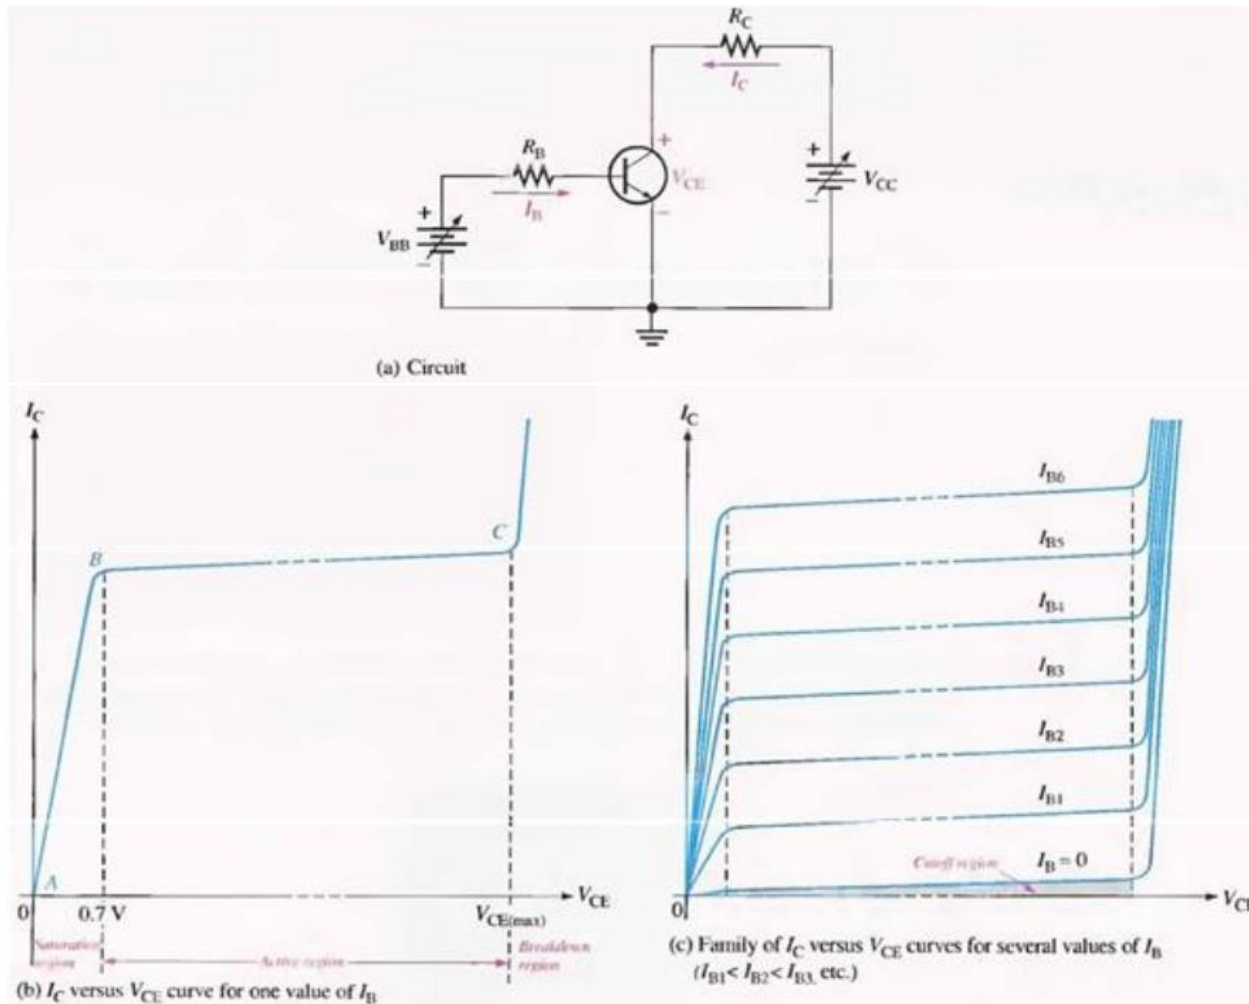 R_C
I_C
R_B
I_B
+
V_CE
−
+
V_CC
−
+
V_BB
−
(a) Circuit
I_C
B
C
A
0
0.7 V
V_CE(max)
V_CE
Saturation region
Active region
Breakdown region
(b) I_C versus V_CE curve for one value of I_B
I_C
I_B6
I_B5
I_B4
I_B3
I_B2
I_B1
Cutoff region
I_B = 0
0
V_CE
(c) Family of I_C versus V_CE curves for several values of I_B
(I_B1 < I_B2 < I_B3, etc.)